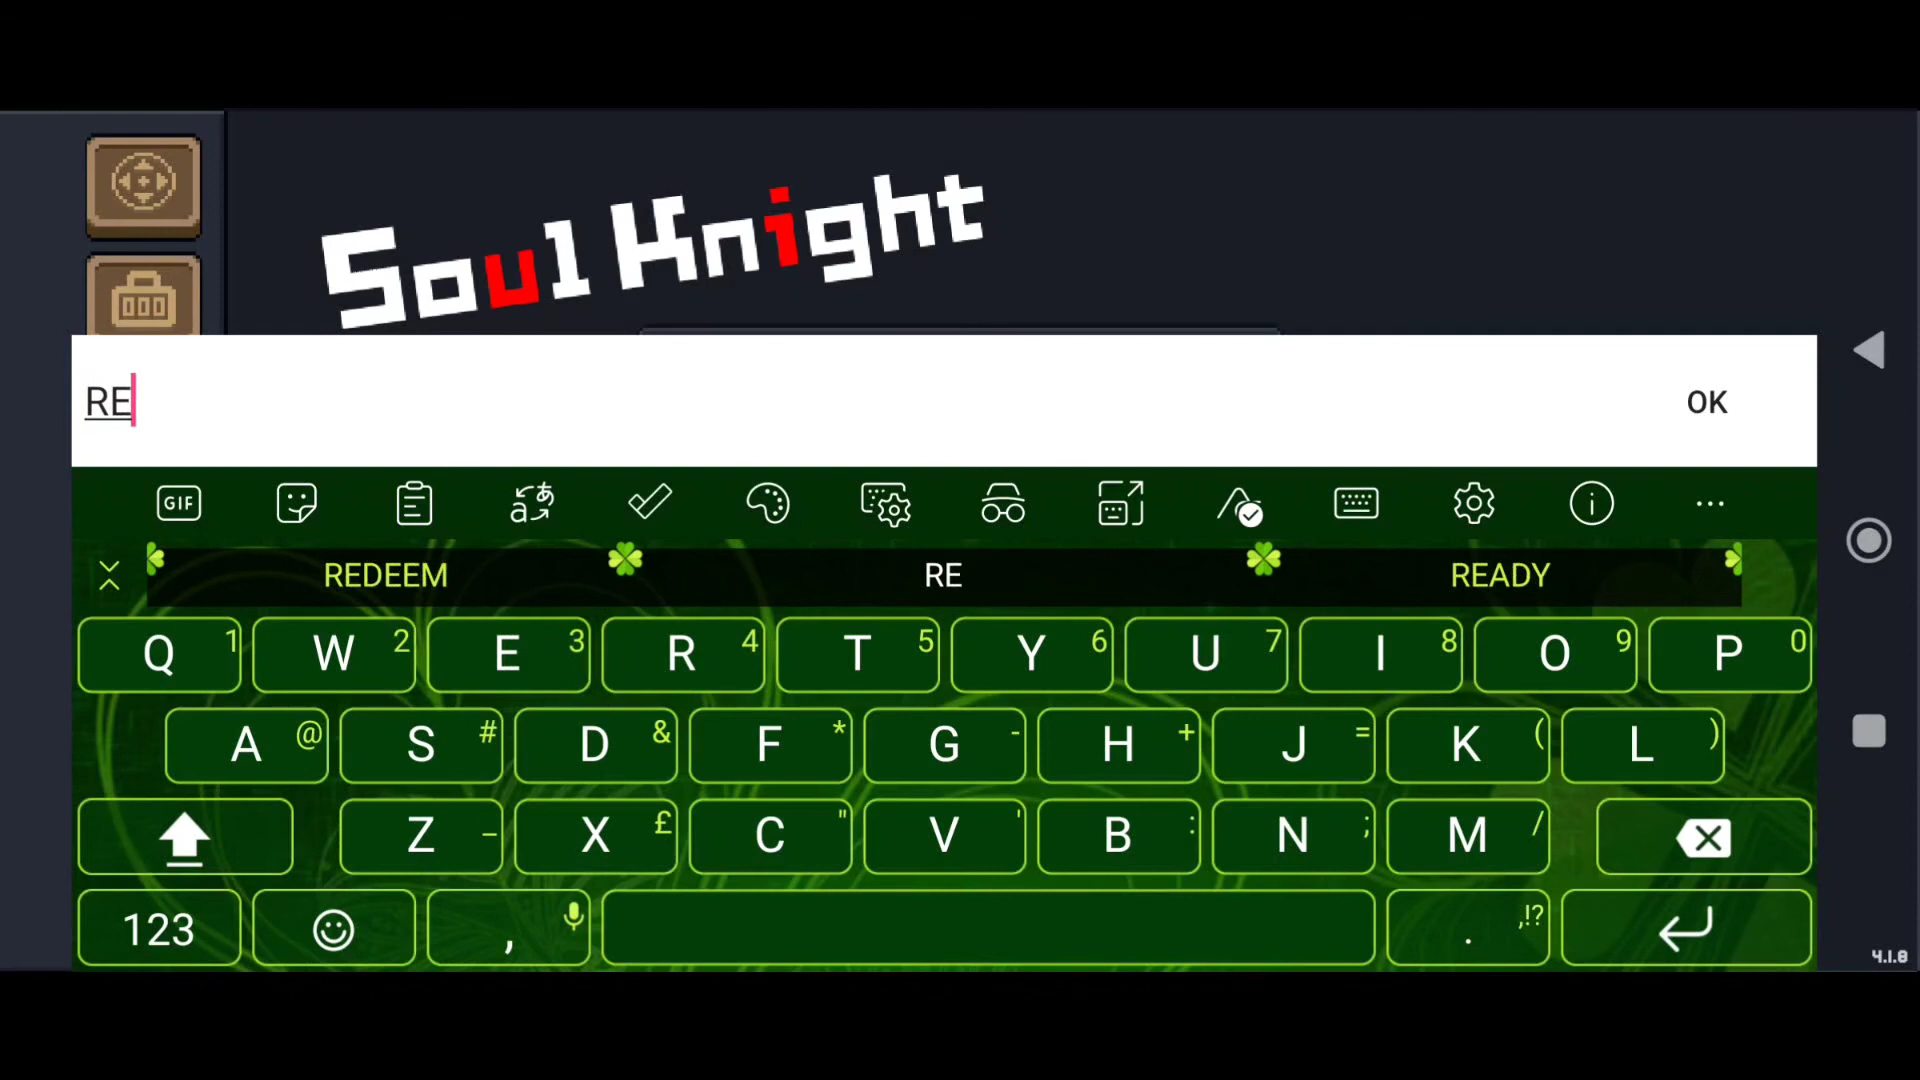 Soul Knight
RE
OK
GIF
REDEEM RE READY
Q 1 W 2 E 3 R 4 T 5 Y 6 U 7 I 8 O 9 P 0
A @ S # D & F * G - H + J = K ( L )
Z _ X £ C " V ' B : N ; M /
123 , . ,!?
4.1.8